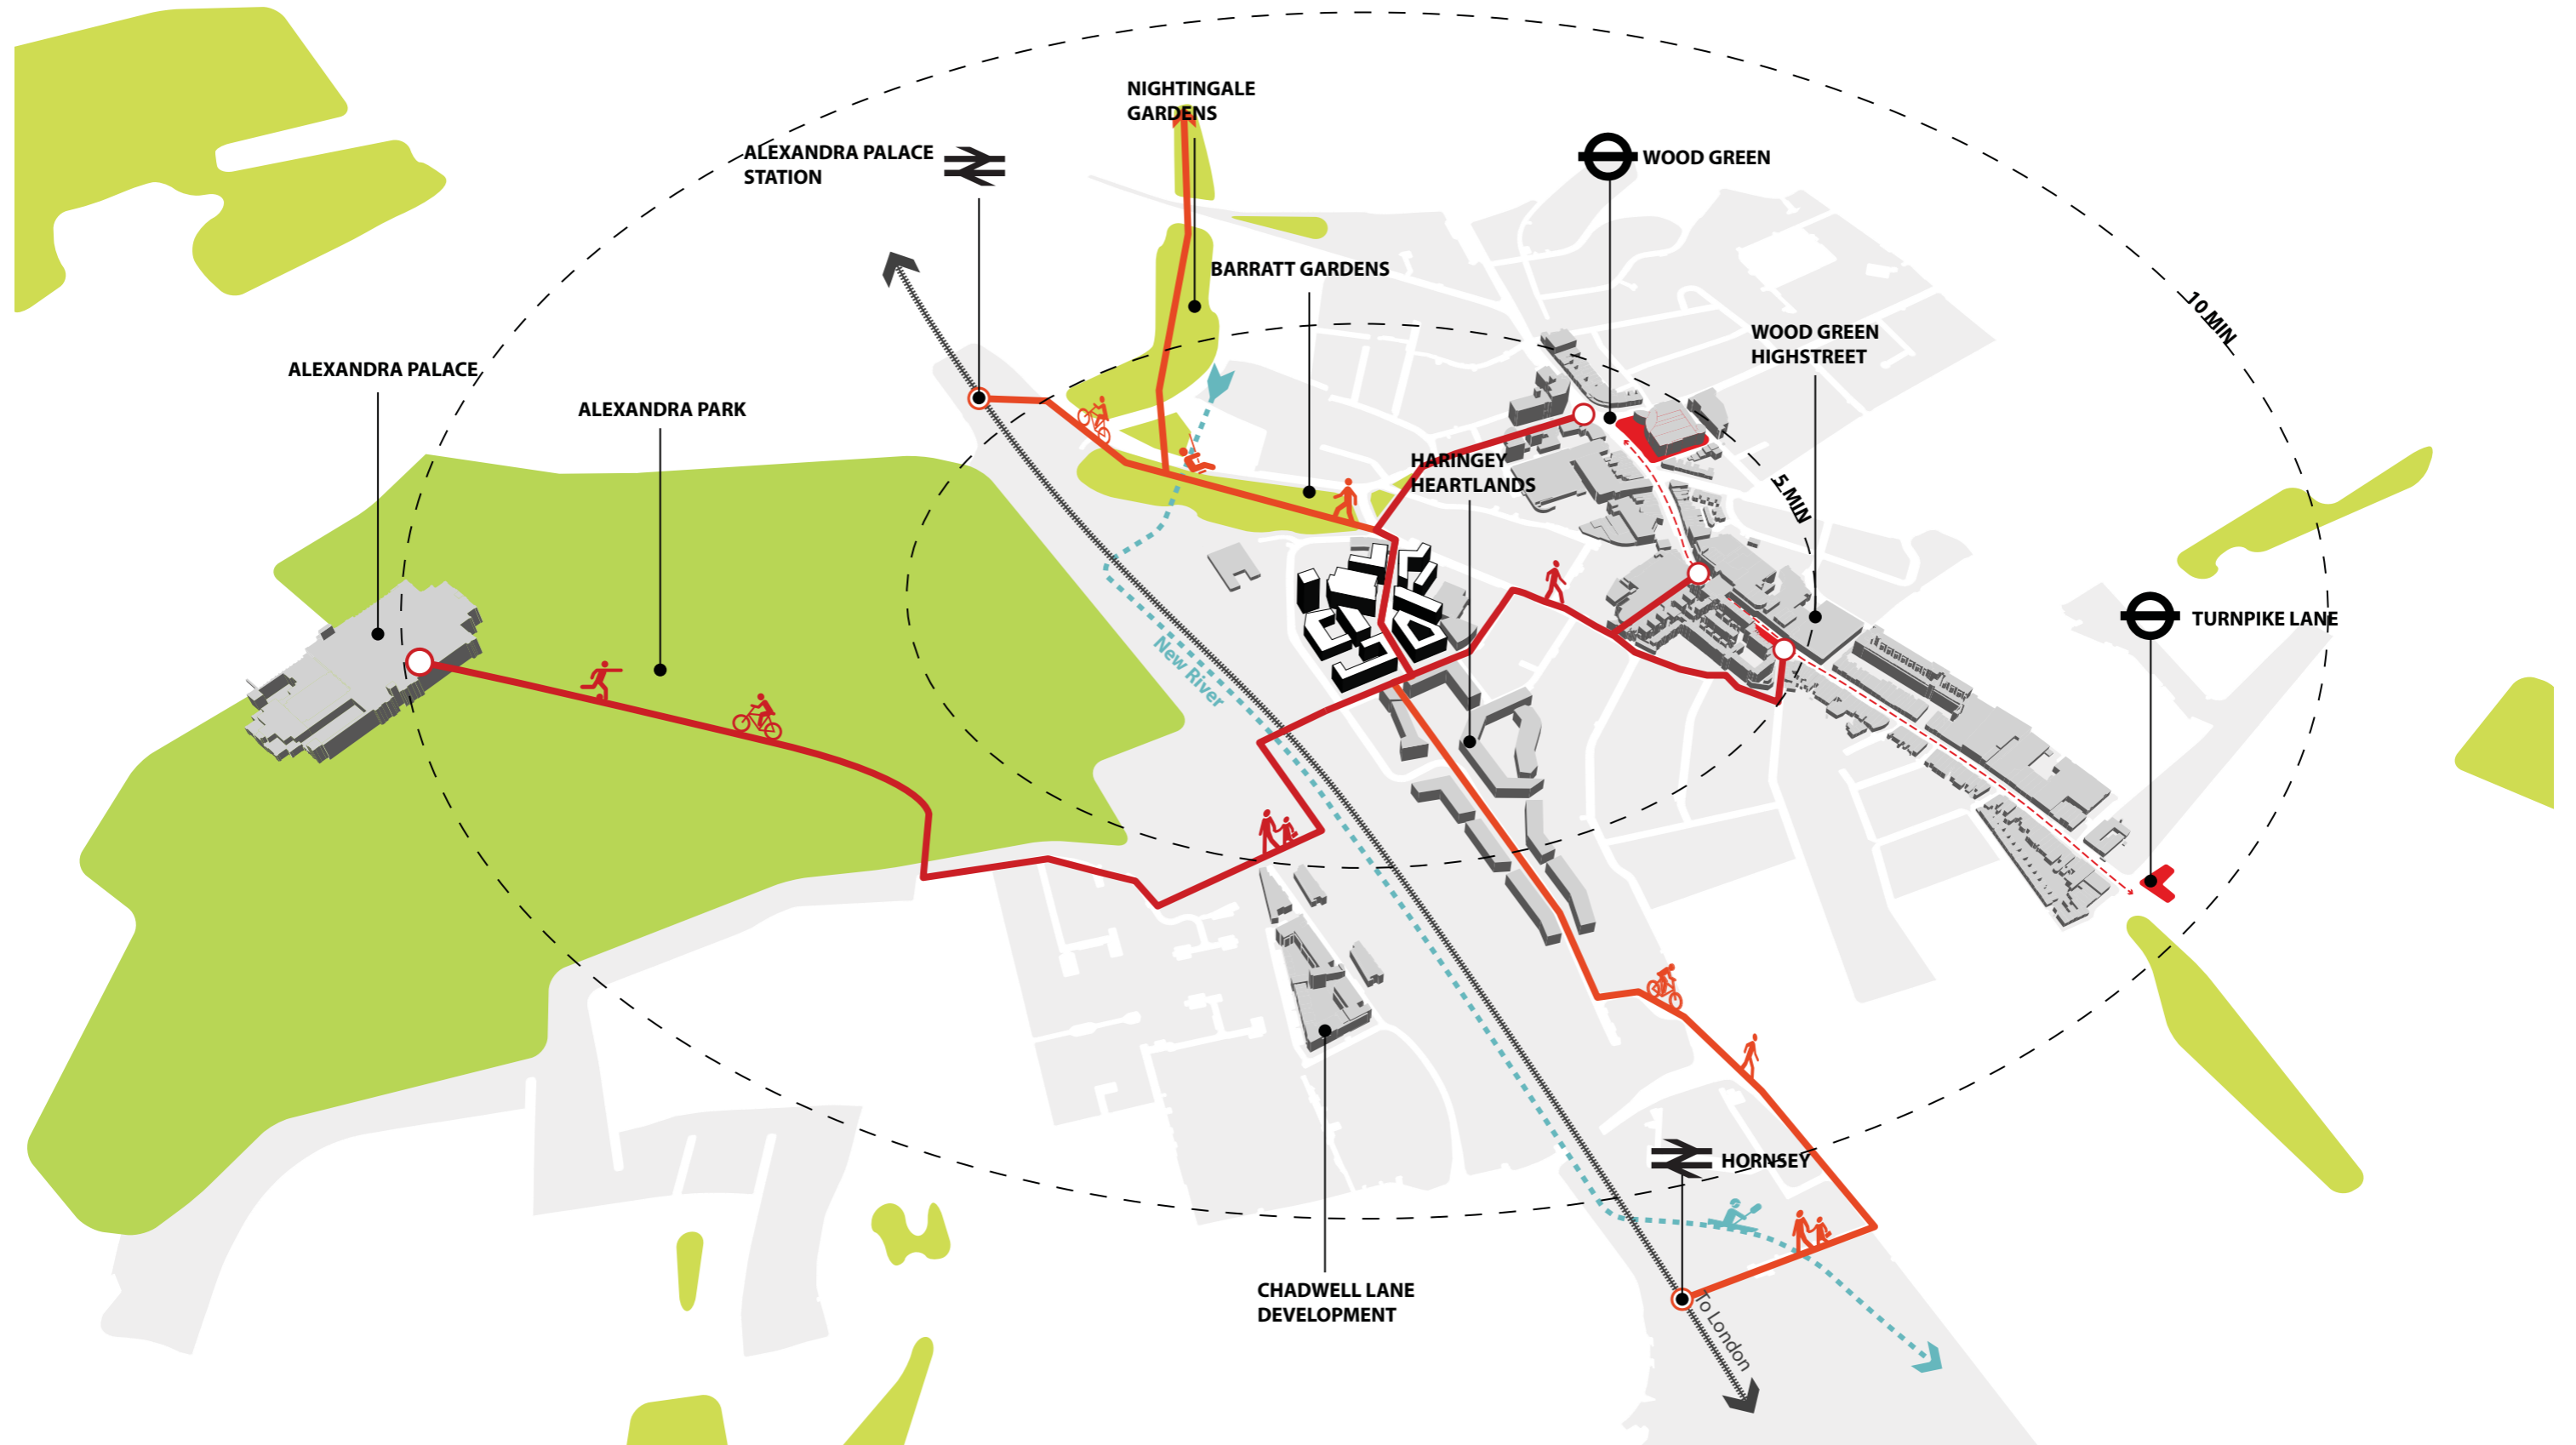 NIGHTINGALE
GARDENS
ALEXANDRA PALACE
STATION
WOOD GREEN
BARRATT GARDENS
10 MIN
WOOD GREEN
HIGHSTREET
ALEXANDRA PALACE
ALEXANDRA PARK
HARINGEY
HEARTLANDS
5 MIN
TURNPIKE LANE
New River
HORNSEY
CHADWELL LANE
DEVELOPMENT
To London